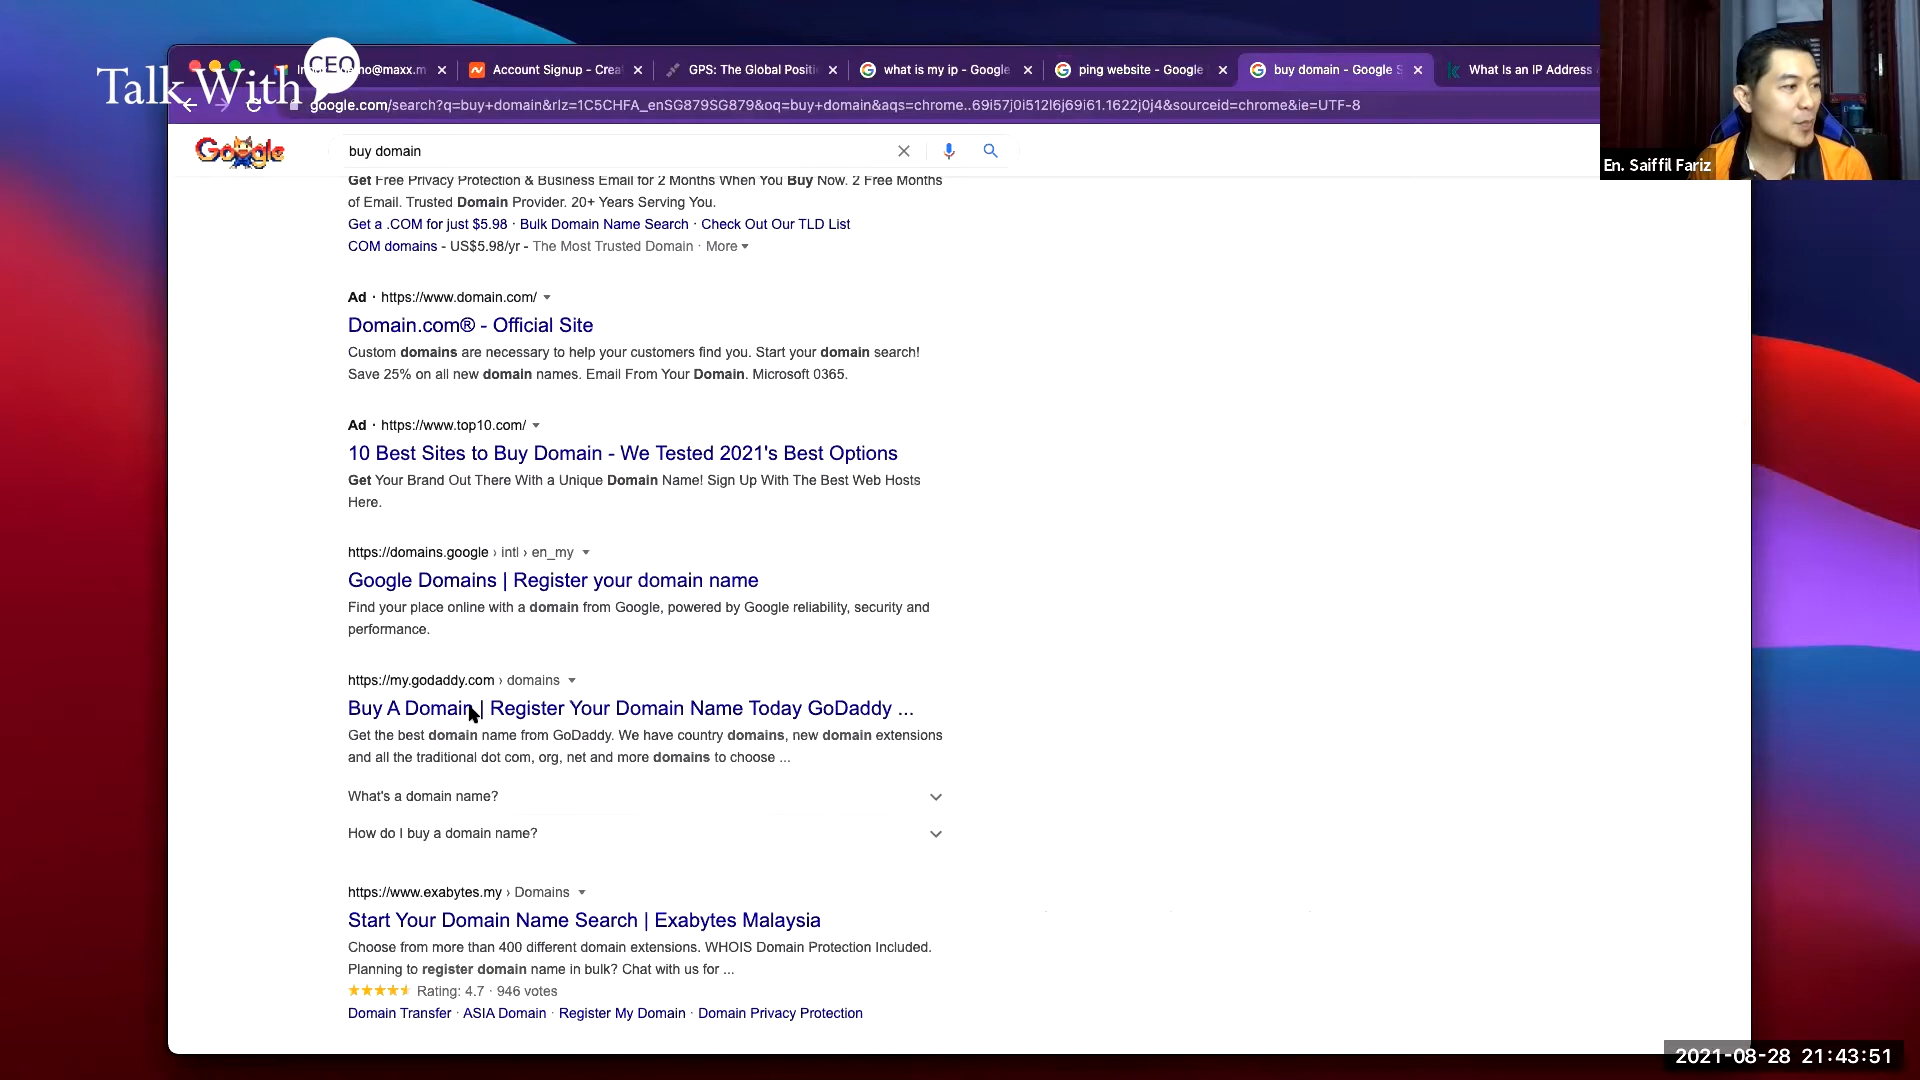 Talk With CEO
o@maxx.m
Account Signup - Crea
GPS: The Global Positi
what is my ip - Google
ping website - Google
buy domain - Google S
What Is an IP Address
google.com/search?q=buy+domain&rlz=1C5CHFA_enSG879SG879&oq=buy+domain&aqs=chrome..69i57j0i512l6j69i61.1622j0j4&sourceid=chrome&ie=UTF-8
En. Saiffil Fariz
Google
buy domain
Get Free Privacy Protection & Business Email for 2 Months When You Buy Now. 2 Free Months
of Email. Trusted Domain Provider. 20+ Years Serving You.
Get a .COM for just $5.98 · Bulk Domain Name Search · Check Out Our TLD List
COM domains - US$5.98/yr - The Most Trusted Domain · More
Ad · https://www.domain.com/
Domain.com® - Official Site
Custom domains are necessary to help your customers find you. Start your domain search!
Save 25% on all new domain names. Email From Your Domain. Microsoft 0365.
Ad · https://www.top10.com/
10 Best Sites to Buy Domain - We Tested 2021's Best Options
Get Your Brand Out There With a Unique Domain Name! Sign Up With The Best Web Hosts
Here.
https://domains.google › intl › en_my
Google Domains | Register your domain name
Find your place online with a domain from Google, powered by Google reliability, security and
performance.
https://my.godaddy.com › domains
Buy A Domain | Register Your Domain Name Today GoDaddy ...
Get the best domain name from GoDaddy. We have country domains, new domain extensions
and all the traditional dot com, org, net and more domains to choose ...
What's a domain name?
How do I buy a domain name?
https://www.exabytes.my › Domains
Start Your Domain Name Search | Exabytes Malaysia
Choose from more than 400 different domain extensions. WHOIS Domain Protection Included.
Planning to register domain name in bulk? Chat with us for ...
Rating: 4.7 · 946 votes
Domain Transfer · ASIA Domain · Register My Domain · Domain Privacy Protection
2021-08-28 21:43:51